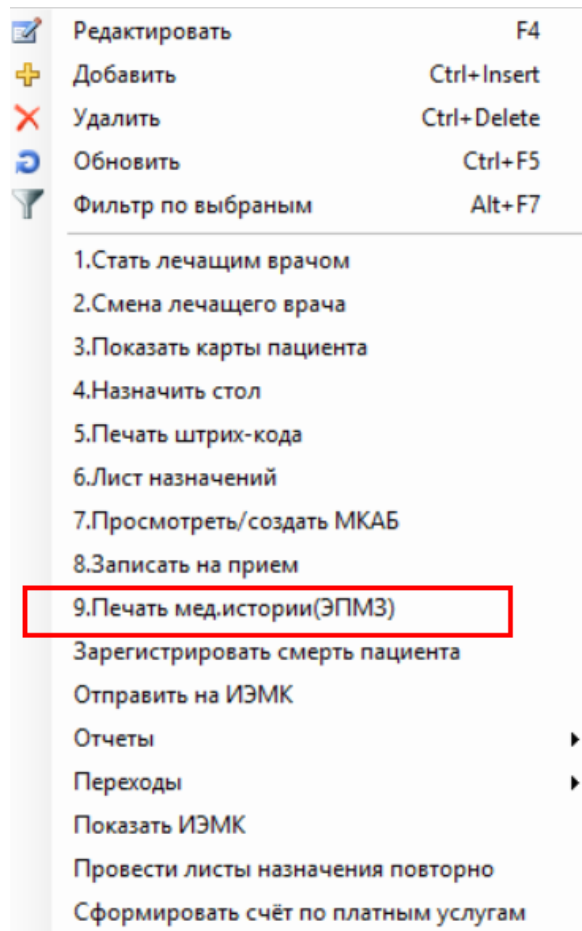 Редактировать F4
Добавить Ctrl+Insert
Удалить Ctrl+Delete
Обновить Ctrl+F5
Фильтр по выбраным Alt+F7
1.Стать лечащим врачом
2.Смена лечащего врача
3.Показать карты пациента
4.Назначить стол
5.Печать штрих-кода
6.Лист назначений
7.Просмотреть/создать МКАБ
8.Записать на прием
9.Печать мед.истории(ЭПМЗ)
Зарегистрировать смерть пациента
Отправить на ИЭМК
Отчеты
Переходы
Показать ИЭМК
Провести листы назначения повторно
Сформировать счёт по платным услугам